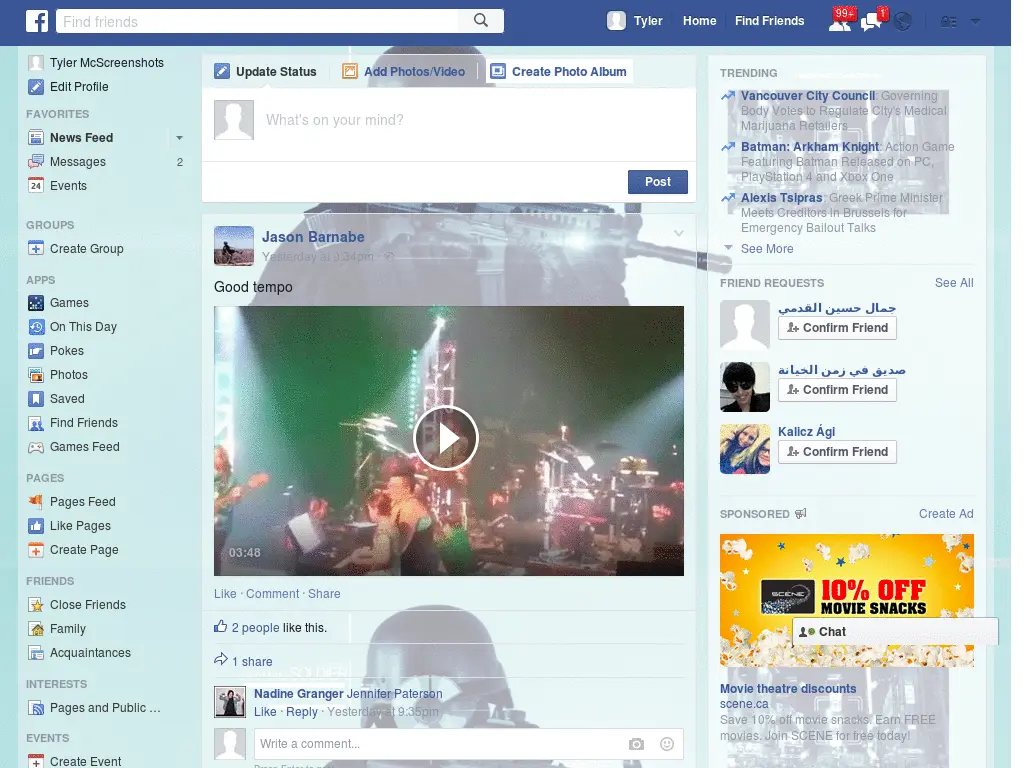 Find friends
Tyler
Home
Find Friends
99+
1
Tyler McScreenshots
Edit Profile
FAVORITES
News Feed
Messages
2
24
Events
GROUPS
Create Group
APPS
Games
On This Day
Pokes
Photos
Saved
Find Friends
Games Feed
PAGES
Pages Feed
Like Pages
Create Page
FRIENDS
Close Friends
Family
Acquaintances
INTERESTS
Pages and Public ...
EVENTS
Create Event
Update Status
Add Photos/Video
Create Photo Album
What's on your mind?
Post
Jason Barnabe
Yesterday at 9:34pm ·
Good tempo
03:48
Like · Comment · Share
2 people like this.
1 share
Nadine Granger Jennifer Paterson
Like · Reply · Yesterday at 9:35pm
Write a comment...
TRENDING
Vancouver City Council: Governing
Body Votes to Regulate City's Medical
Marijuana Retailers
Batman: Arkham Knight: Action Game
Featuring Batman Released on PC,
PlayStation 4 and Xbox One
Alexis Tsipras: Greek Prime Minister
Meets Creditors in Brussels for
Emergency Bailout Talks
See More
FRIEND REQUESTS
See All
جمال حسين القدمي
Confirm Friend
صديق في زمن الخيانة
Confirm Friend
Kalicz Ági
Confirm Friend
SPONSORED
Create Ad
SCENE
10% OFF
MOVIE SNACKS
Chat
Movie theatre discounts
scene.ca
Save 10% off movie snacks. Earn FREE
movies. Join SCENE for free today!